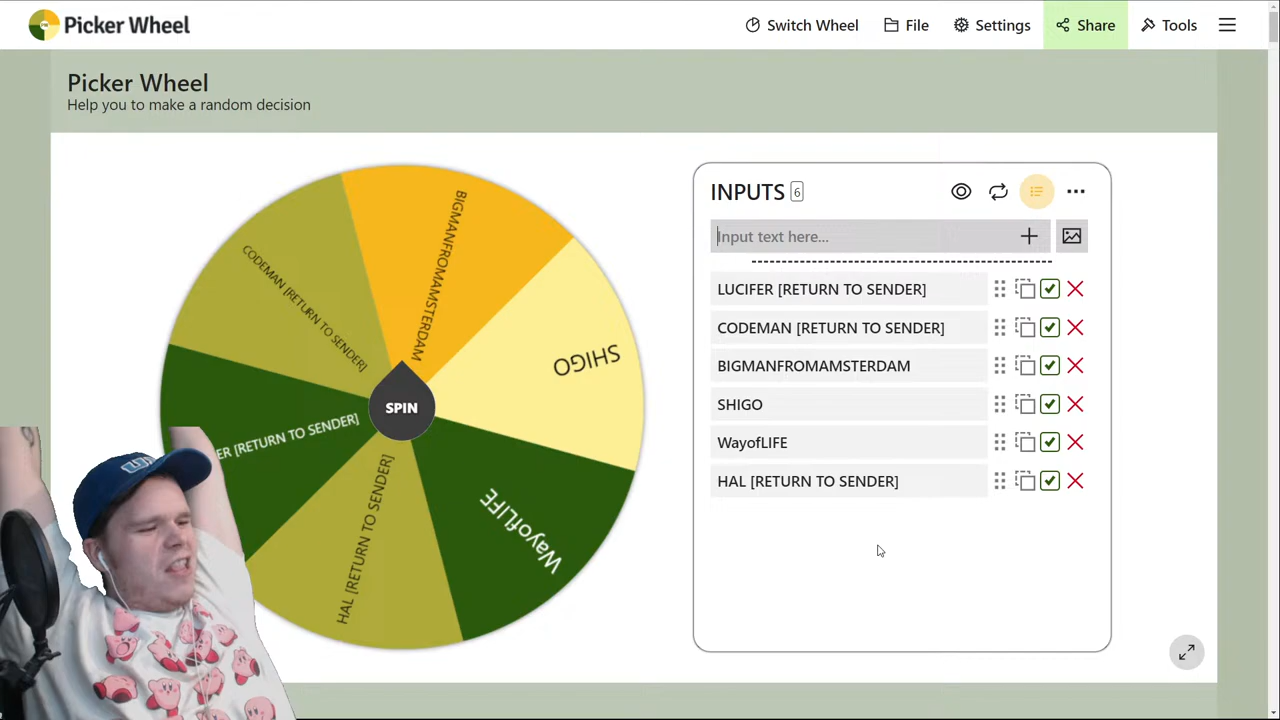 Picker Wheel
Switch Wheel
File
Settings
Share
Tools
Picker Wheel
Help you to make a random decision
BIGMANFROMAMSTERDAM
SHIGO
WayofLIFE
HAL [RETURN TO SENDER]
ER [RETURN TO SENDER]
CODEMAN [RETURN TO SENDER]
SPIN
INPUTS 6
Input text here...
LUCIFER [RETURN TO SENDER]
CODEMAN [RETURN TO SENDER]
BIGMANFROMAMSTERDAM
SHIGO
WayofLIFE
HAL [RETURN TO SENDER]